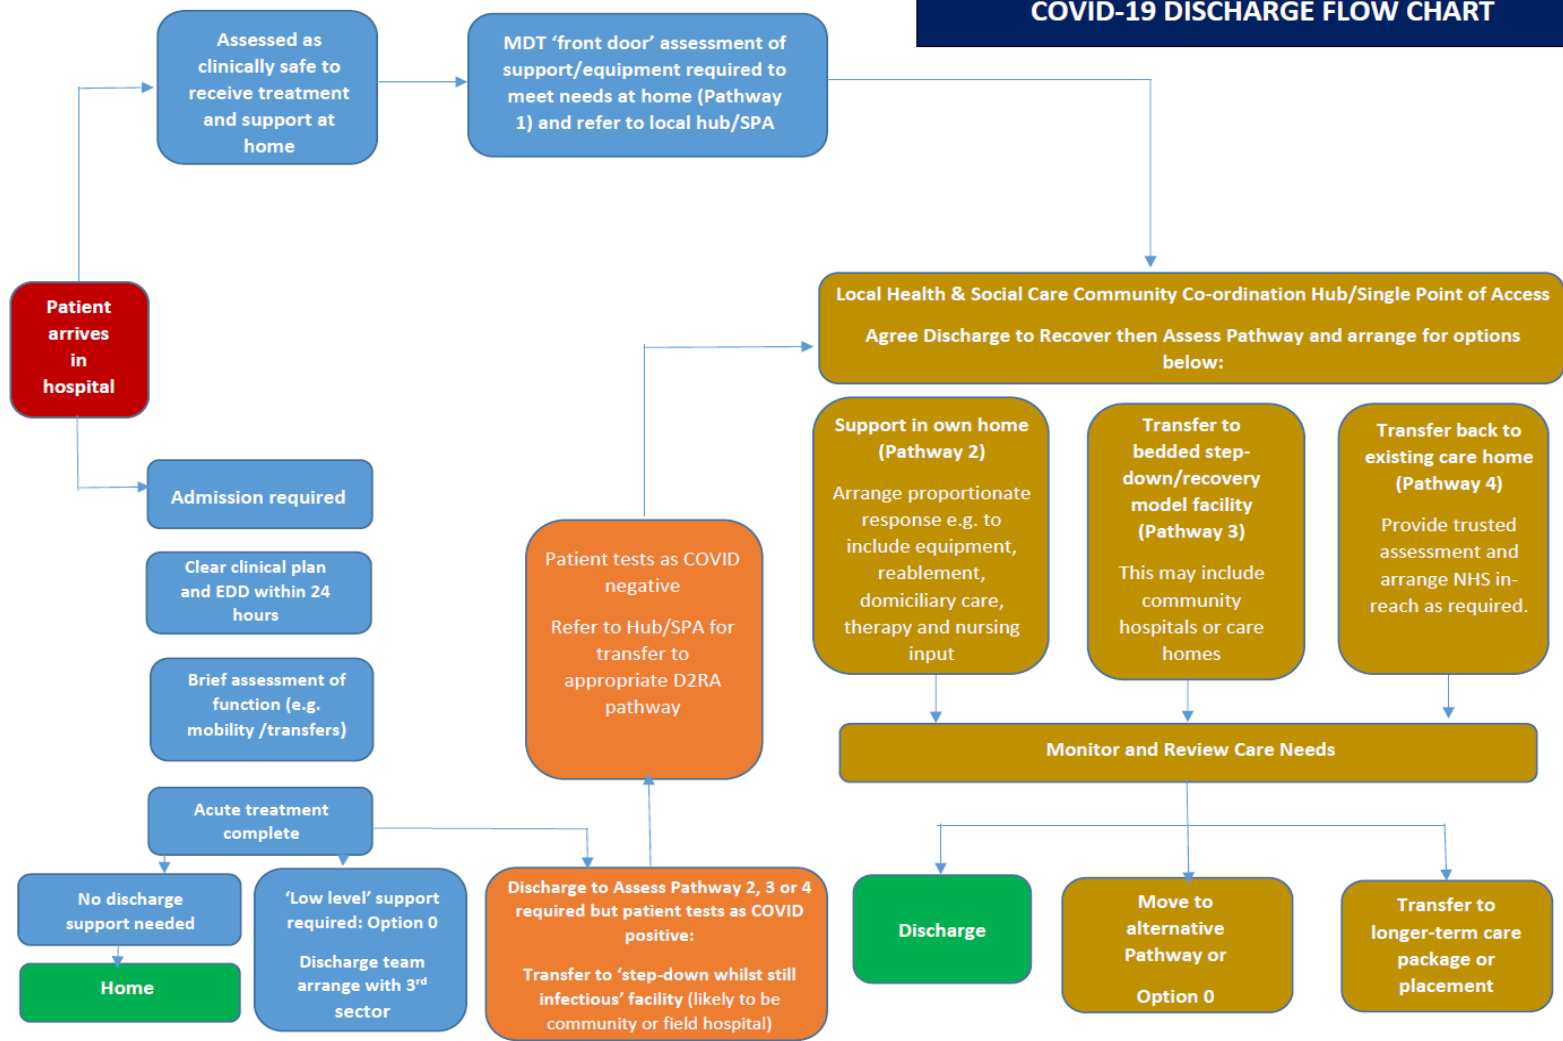 COVID-19 DISCHARGE FLOW CHART
Assessed as
clinically safe to
receive treatment
and support at
home
MDT ‘front door’ assessment of
support/equipment required to
meet needs at home (Pathway
1) and refer to local hub/SPA
Patient
arrives
in
hospital
Local Health & Social Care Community Co-ordination Hub/Single Point of Access
Agree Discharge to Recover then Assess Pathway and arrange for options
below:
Support in own home
(Pathway 2)
Arrange proportionate
response e.g. to
include equipment,
reablement,
domiciliary care,
therapy and nursing
input
Transfer to
bedded step-
down/recovery
model facility
(Pathway 3)
This may include
community
hospitals or care
homes
Transfer back to
existing care home
(Pathway 4)
Provide trusted
assessment and
arrange NHS in-
reach as required.
Admission required
Clear clinical plan
and EDD within 24
hours
Brief assessment of
function (e.g.
mobility /transfers)
Patient tests as COVID
negative
Refer to Hub/SPA for
transfer to
appropriate D2RA
pathway
Monitor and Review Care Needs
Acute treatment
complete
No discharge
support needed
Home
‘Low level’ support
required: Option 0
Discharge team
arrange with 3rd
sector
Discharge to Assess Pathway 2, 3 or 4
required but patient tests as COVID
positive:
Transfer to ‘step-down whilst still
infectious’ facility (likely to be
community or field hospital)
Discharge
Move to
alternative
Pathway or
Option 0
Transfer to
longer-term care
package or
placement